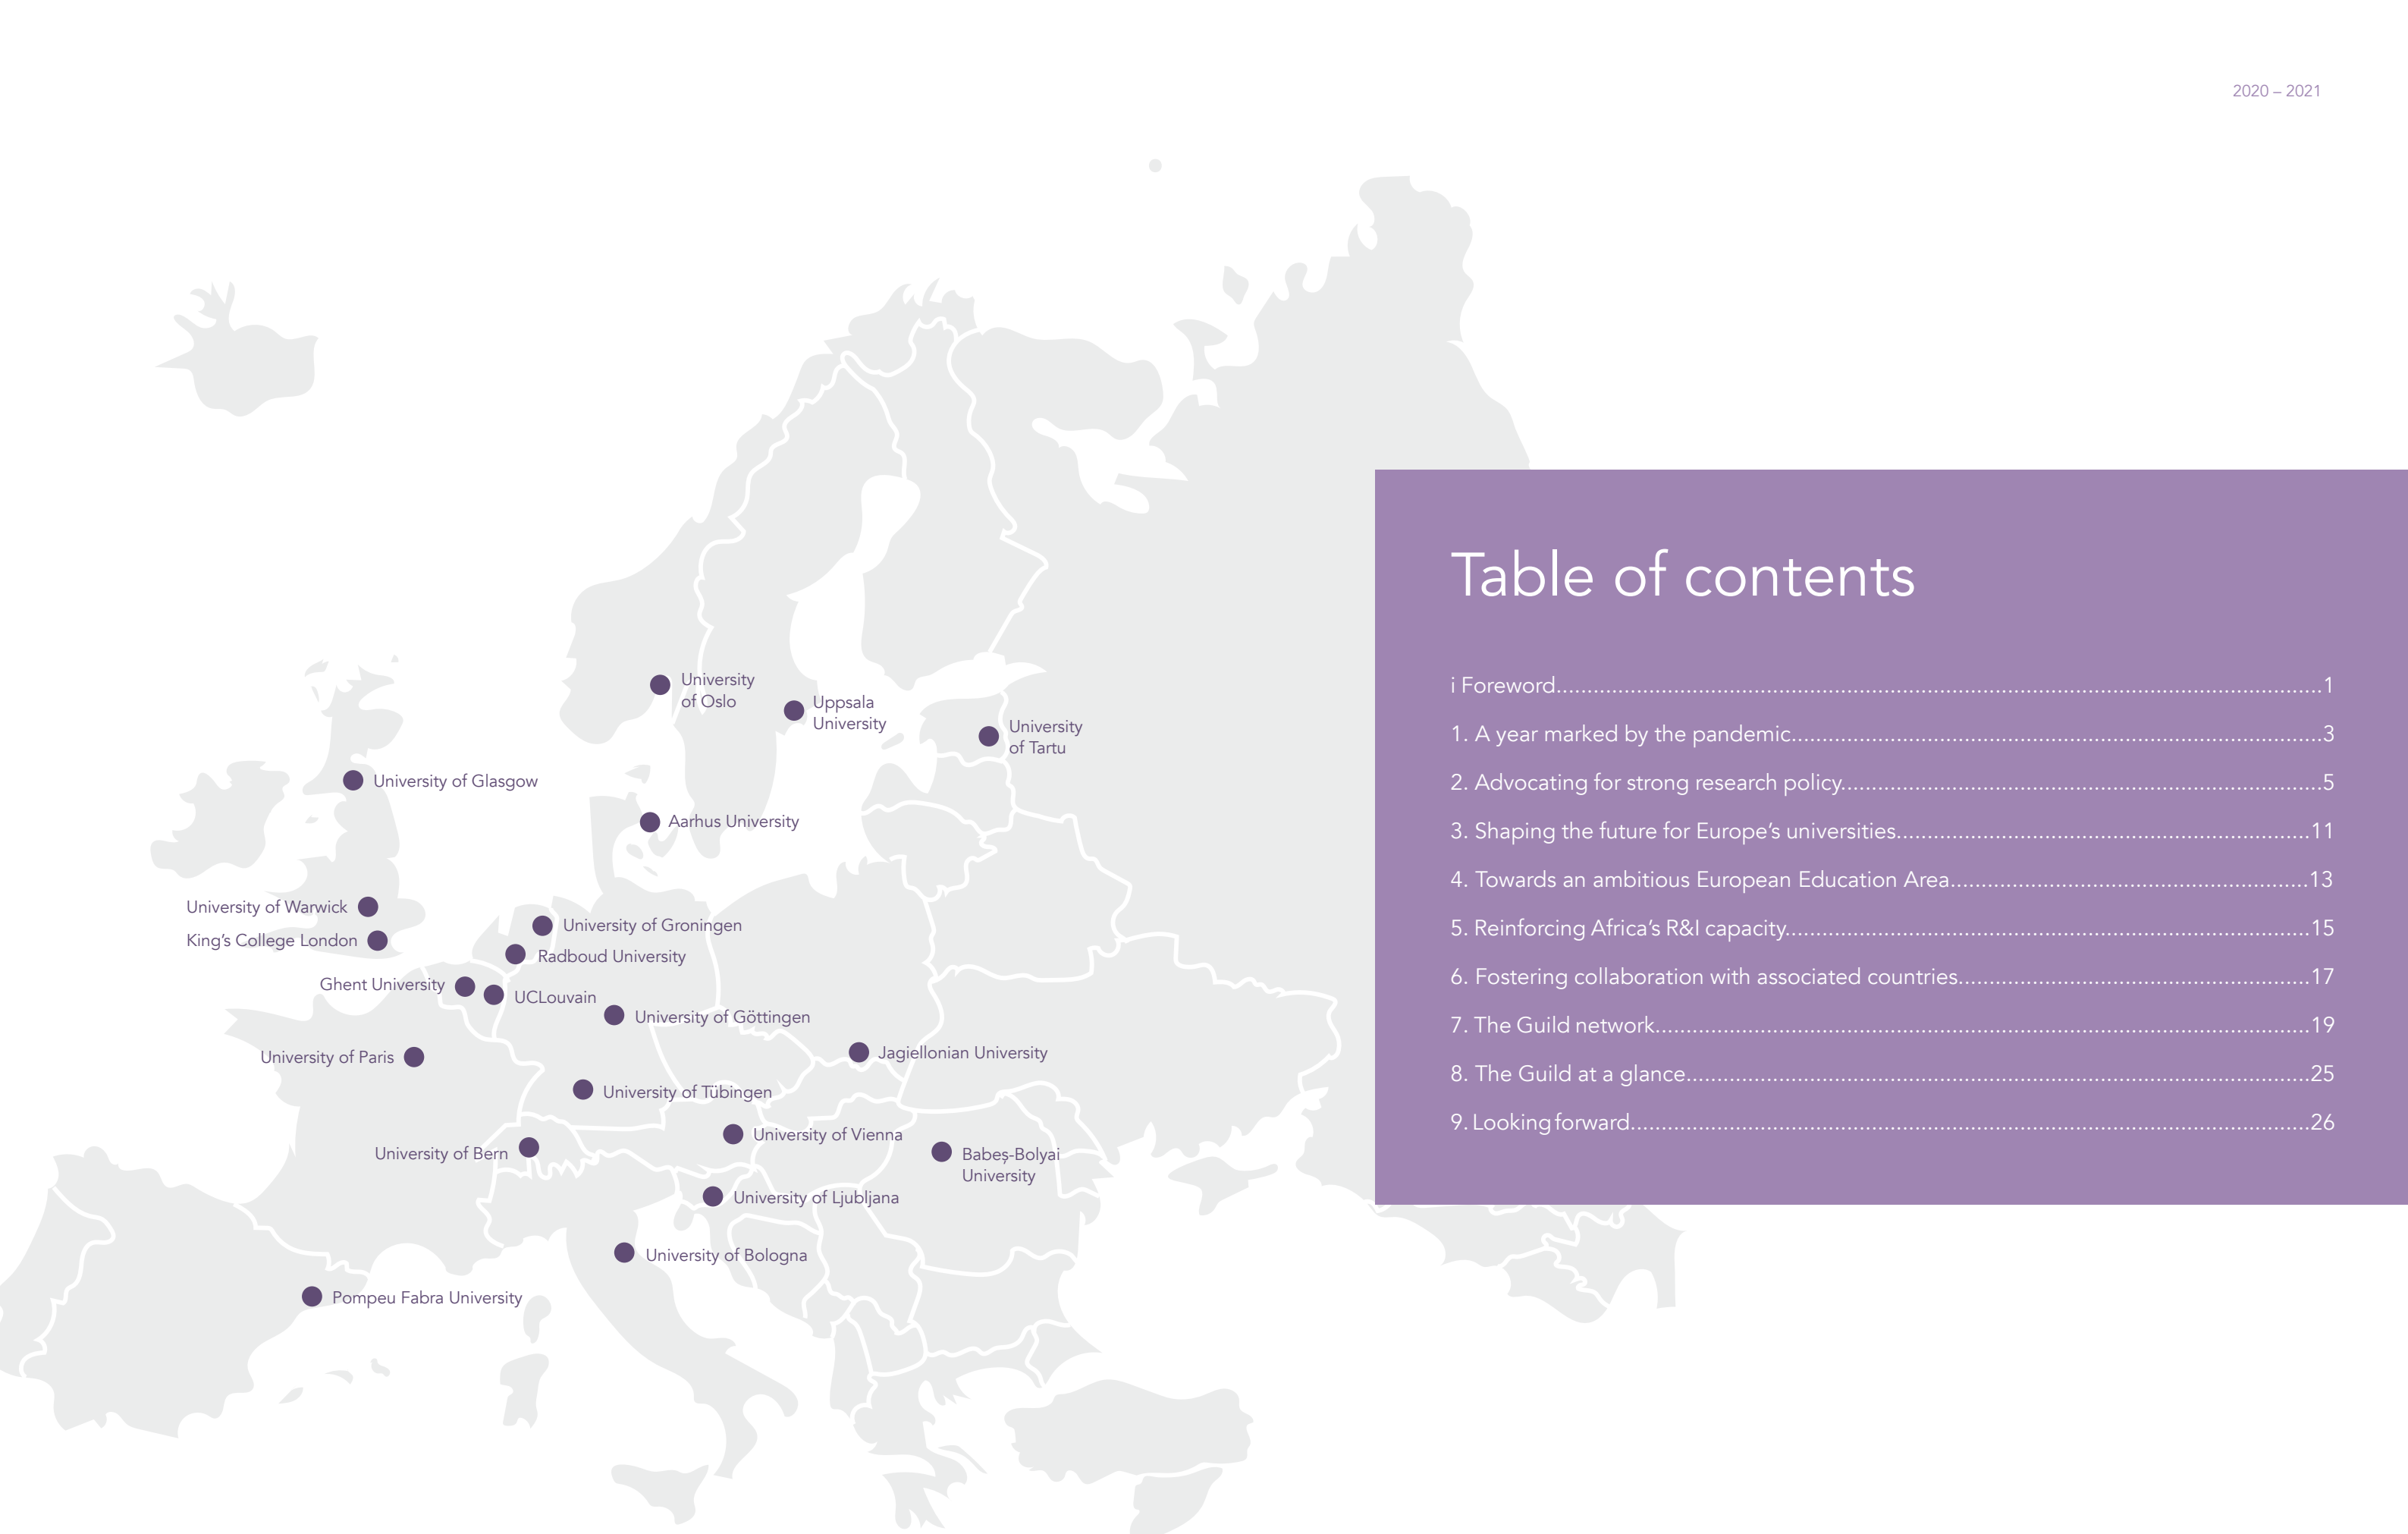 2020 – 2021
University
of Oslo
Uppsala
University
University
of Tartu
University of Glasgow
Aarhus University
University of Warwick
King’s College London
University of Groningen
Radboud University
Ghent University
UCLouvain
University of Göttingen
University of Paris
Jagiellonian University
University of Tübingen
University of Vienna
University of Bern
Babeș-Bolyai
University
University of Ljubljana
University of Bologna
Pompeu Fabra University
Table of contents
i Foreword....................1
1. A year marked by the pandemic....................3
2. Advocating for strong research policy....................5
3. Shaping the future for Europe’s universities....................11
4. Towards an ambitious European Education Area....................13
5. Reinforcing Africa’s R&I capacity....................15
6. Fostering collaboration with associated countries....................17
7. The Guild network....................19
8. The Guild at a glance....................25
9. Looking forward....................26